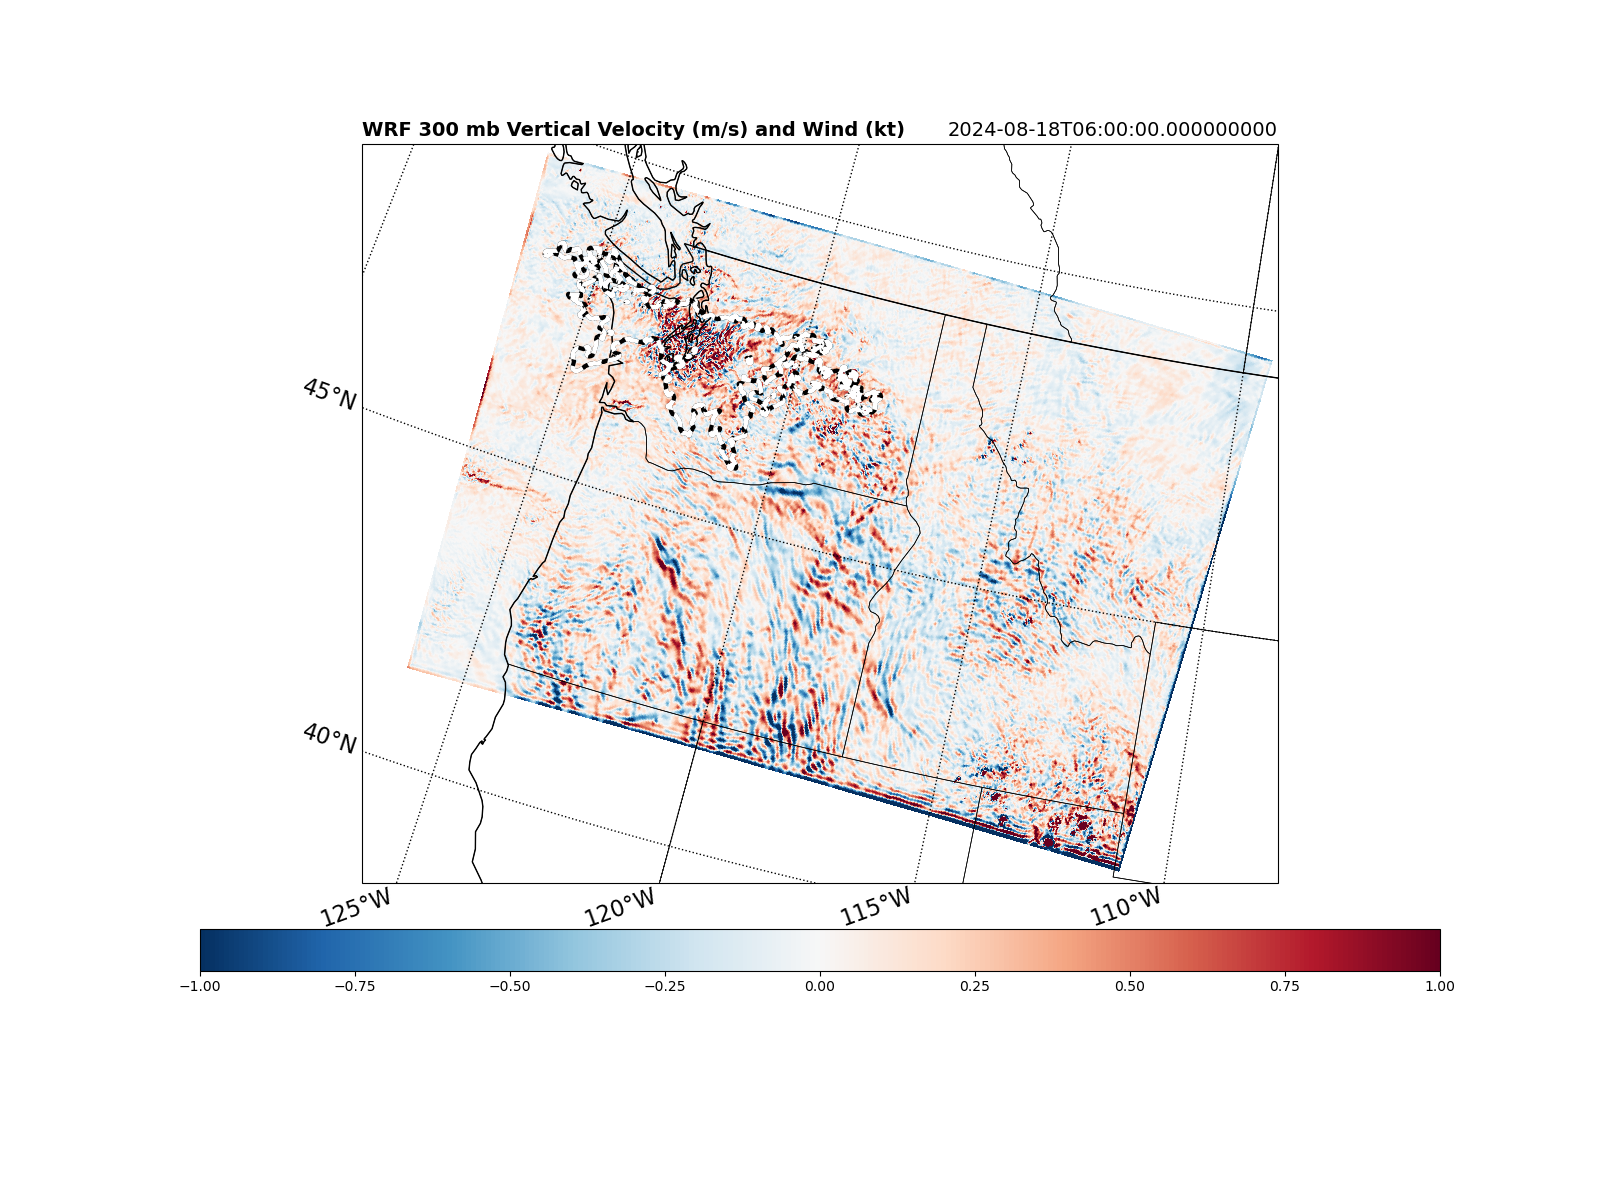 WRF 300 mb Vertical Velocity (m/s) and Wind (kt) 2024-08-18T06:00:00.000000000
45°N
40°N
125°W 120°W 115°W 110°W
−1.00 −0.75 −0.50 −0.25 0.00 0.25 0.50 0.75 1.00